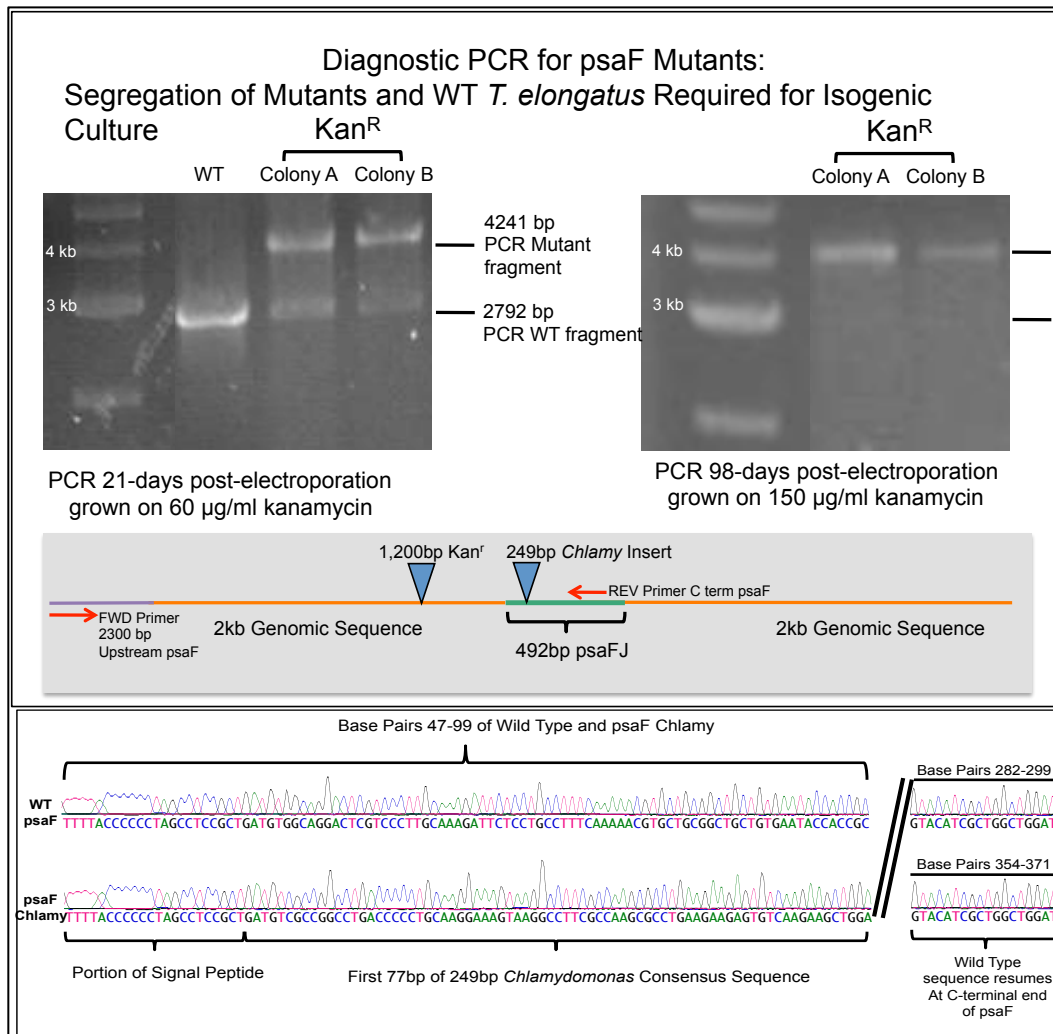 Diagnostic PCR for psaF Mutants:
Segregation of Mutants and WT T. elongatus Required for Isogenic
Culture
KanR
WT
Colony A
Colony B
4 kb
3 kb
4241 bp
PCR Mutant
fragment
2792 bp
PCR WT fragment
PCR 21-days post-electroporation
grown on 60 µg/ml kanamycin
KanR
Colony A
Colony B
4 kb
3 kb
PCR 98-days post-electroporation
grown on 150 µg/ml kanamycin
1,200bp Kanr
249bp Chlamy Insert
REV Primer C term psaF
FWD Primer
2300 bp
Upstream psaF
2kb Genomic Sequence
492bp psaFJ
2kb Genomic Sequence
Base Pairs 47-99 of Wild Type and psaF Chlamy
WT
psaF
TTTTACCCCCCTAGCCTCCGCTGATGTGGCAGGACTCGTCCCTTGCAAAGATTCTCCTGCCTTTCAAAAACGTGCTGCGGCTGCTGTGAATACCACCGC
psaF
Chlamy
TTTTACCCCCCTAGCCTCCGCTGATGTCGCCGGCCTGACCCCCTGCAAGGAAAGTAAGGCCTTCGCCAAGCGCCTGAAGAAGAGTGTCAAGAAGCTGGA
Portion of Signal Peptide
First 77bp of 249bp Chlamydomonas Consensus Sequence
Base Pairs 282-299
GTACATCGCTGGCTGGAT
Base Pairs 354-371
GTACATCGCTGGCTGGAT
Wild Type
sequence resumes
At C-terminal end
of psaF